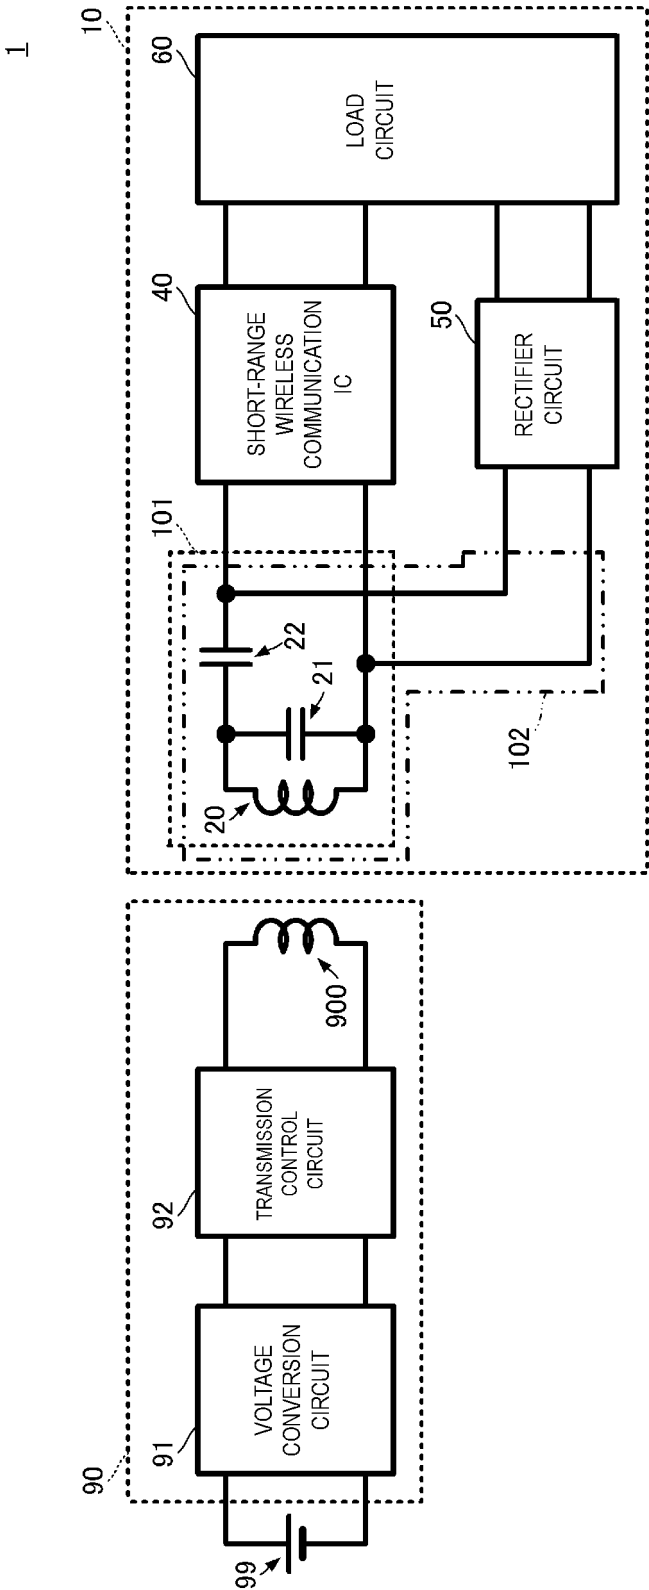 1
10
60
LOAD
CIRCUIT
40
SHORT-RANGE
WIRELESS
COMMUNICATION
IC
50
RECTIFIER
CIRCUIT
101
22
21
20
102
900
92
TRANSMISSION
CONTROL
CIRCUIT
91
VOLTAGE
CONVERSION
CIRCUIT
90
99